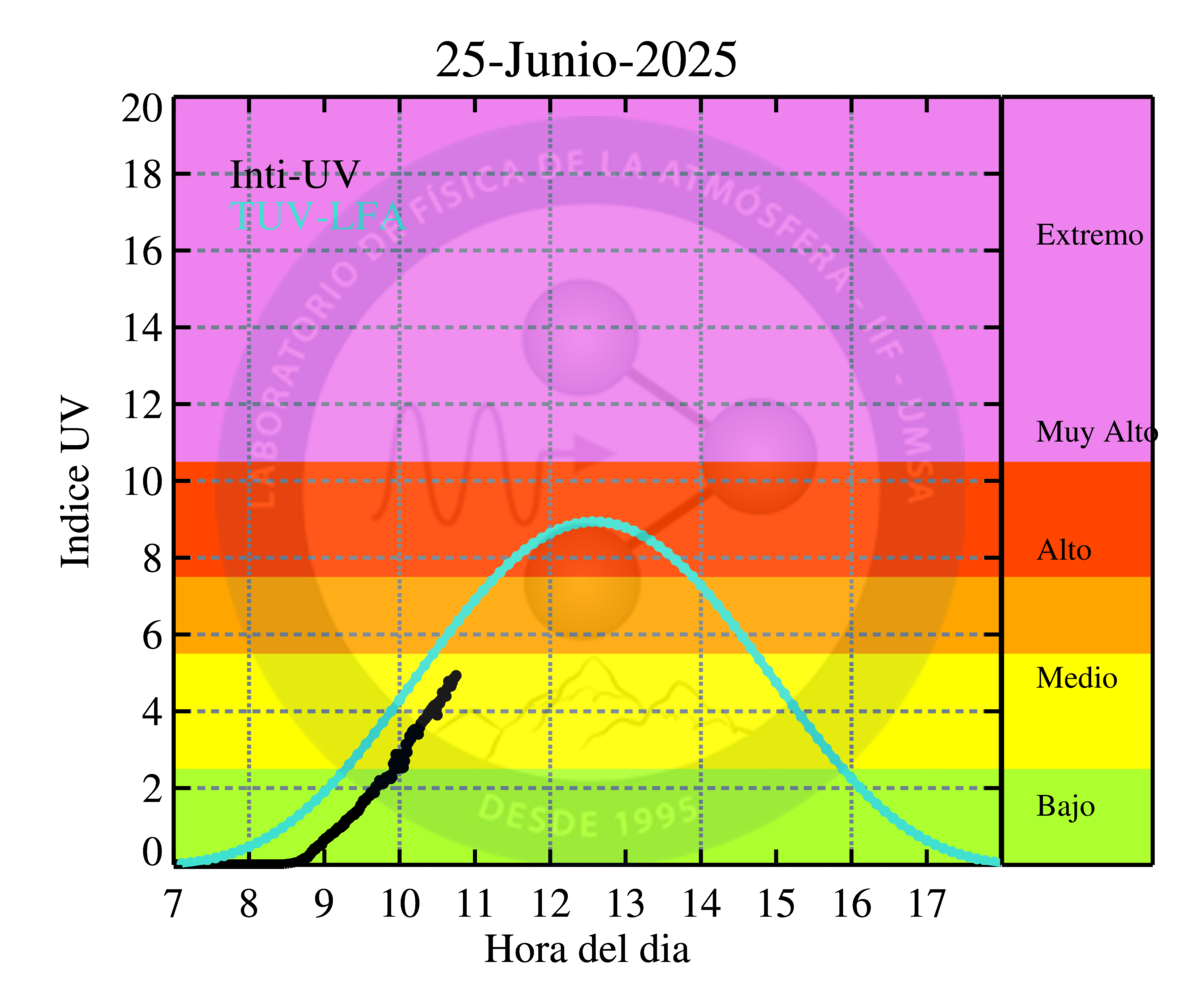 25-Junio-2025
Inti-UV
TUV-LFA
LABORATORIO DE FÍSICA DE LA ATMÓSFERA - IIF - UMSA
DESDE 1995
Indice UV
20
18
16
14
12
10
8
6
4
2
0
Extremo
Muy Alto
Alto
Medio
Bajo
7 8 9 10 11 12 13 14 15 16 17
Hora del dia